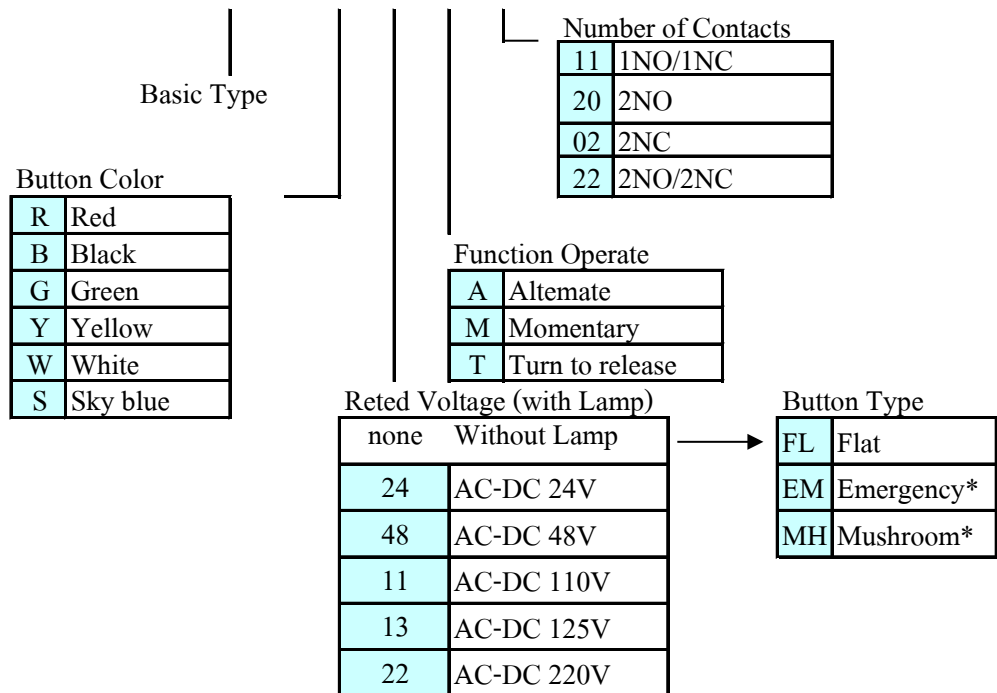 Number of Contacts
11 1NO/1NC
20 2NO
02 2NC
22 2NO/2NC
Basic Type
Button Color
R Red
B Black
G Green
Y Yellow
W White
S Sky blue
Function Operate
A Altemate
M Momentary
T Turn to release
Reted Voltage (with Lamp)
none Without Lamp
24 AC-DC 24V
48 AC-DC 48V
11 AC-DC 110V
13 AC-DC 125V
22 AC-DC 220V
Button Type
FL Flat
EM Emergency*
MH Mushroom*